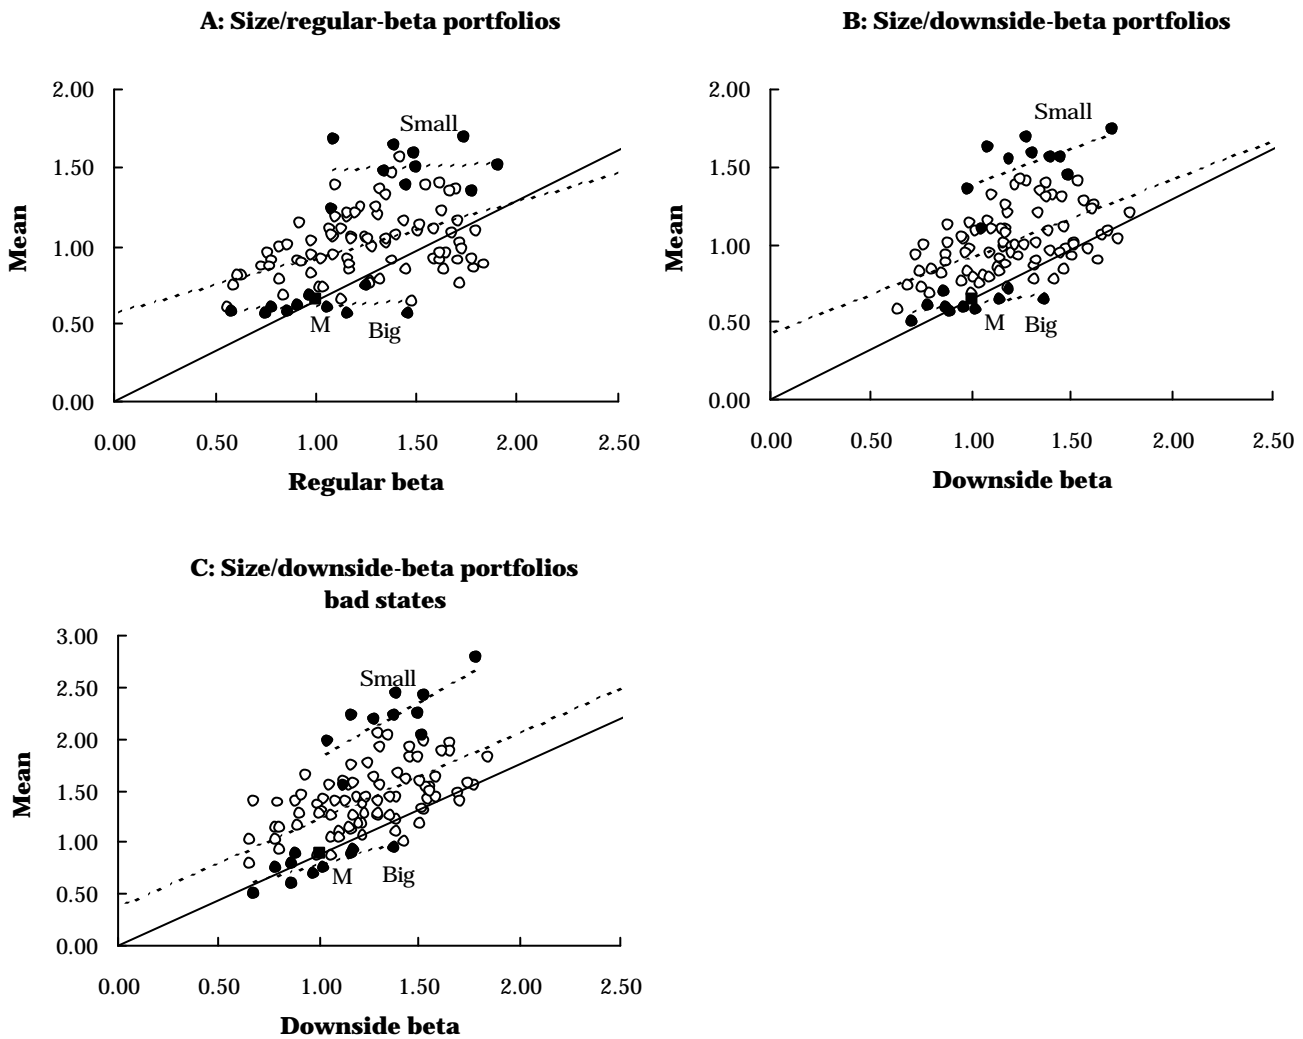 A: Size/regular-beta portfolios
2.00
1.50
1.00
0.50
0.00
Mean
Small
M
Big
0.00 0.50 1.00 1.50 2.00 2.50
Regular beta
B: Size/downside-beta portfolios
2.00
1.50
1.00
0.50
0.00
Mean
Small
M
Big
0.00 0.50 1.00 1.50 2.00 2.50
Downside beta
C: Size/downside-beta portfolios
bad states
3.00
2.50
2.00
1.50
1.00
0.50
0.00
Mean
Small
M
Big
0.00 0.50 1.00 1.50 2.00 2.50
Downside beta